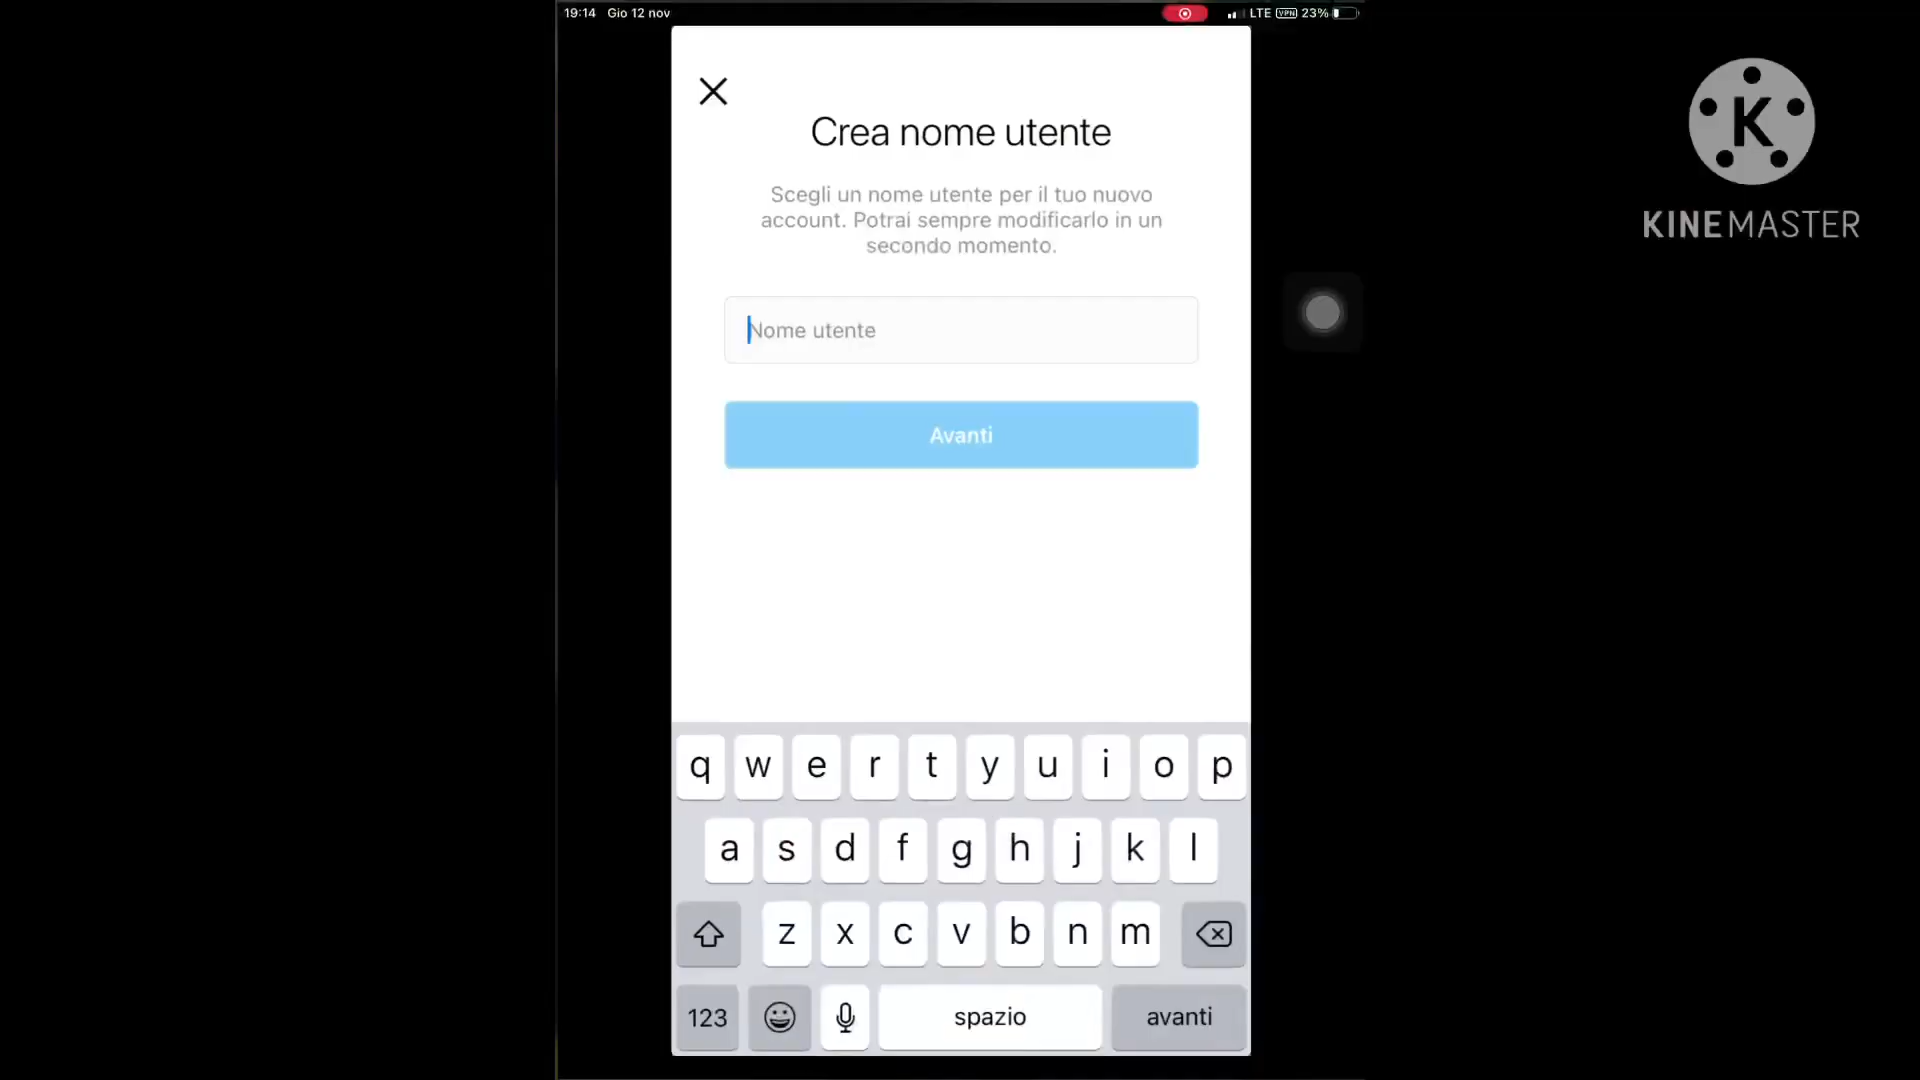 19:14 Gio 12 nov
LTE VPN 23%
K
KINEMASTER
Crea nome utente
Scegli un nome utente per il tuo nuovo
account. Potrai sempre modificarlo in un
secondo momento.
Nome utente
Avanti
q w e r t y u i o p
a s d f g h j k l
z x c v b n m
123 spazio avanti